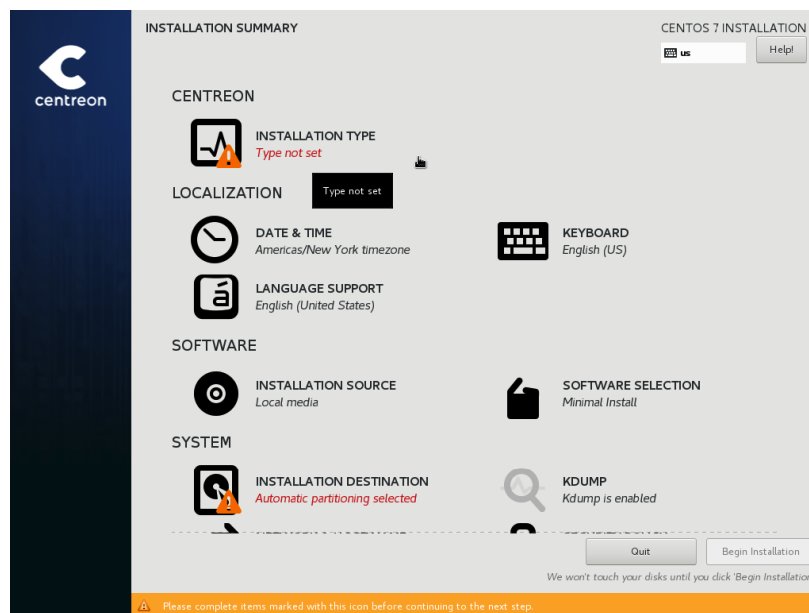 INSTALLATION SUMMARY
CENTOS 7 INSTALLATION
us
Help!
centreon
CENTREON
INSTALLATION TYPE
Type not set
Type not set
LOCALIZATION
DATE & TIME
Americas/New York timezone
KEYBOARD
English (US)
LANGUAGE SUPPORT
English (United States)
SOFTWARE
INSTALLATION SOURCE
Local media
SOFTWARE SELECTION
Minimal Install
SYSTEM
INSTALLATION DESTINATION
Automatic partitioning selected
KDUMP
Kdump is enabled
Quit
Begin Installation
We won't touch your disks until you click 'Begin Installation
Please complete items marked with this icon before continuing to the next step.